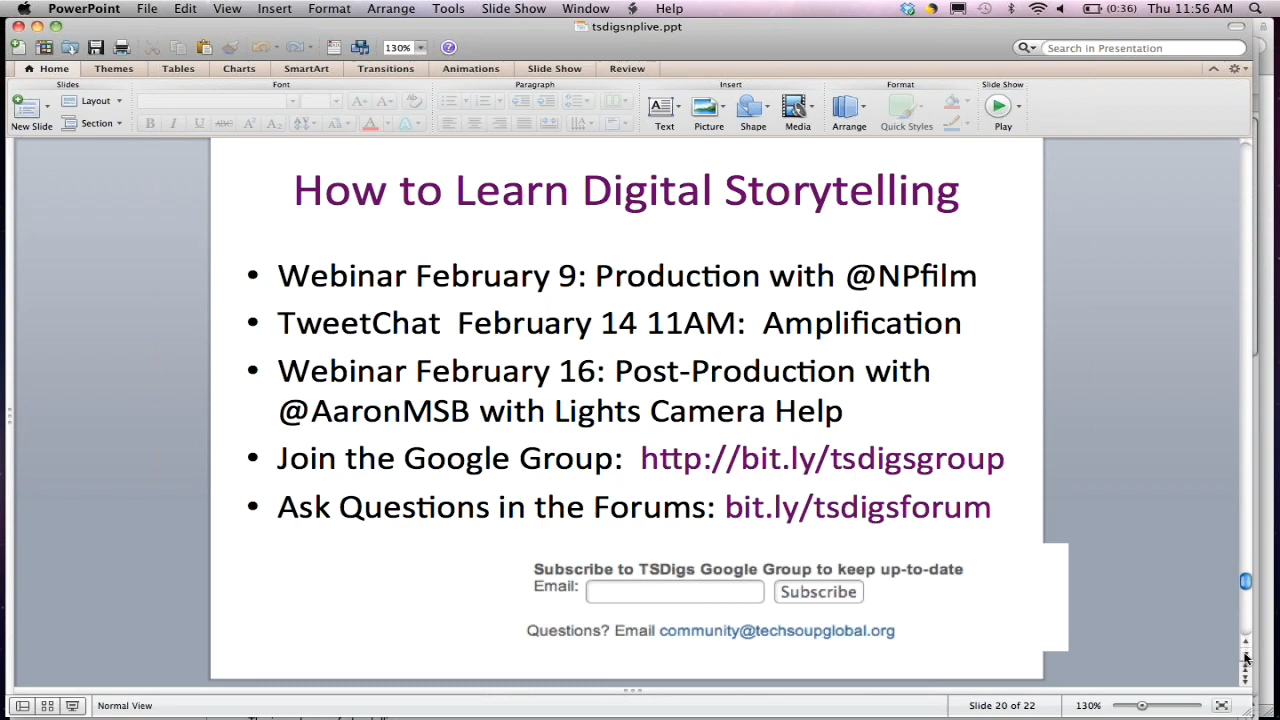 PowerPoint File Edit View Insert Format Arrange Tools Slide Show Window Help (0:36) Thu 11:56 AM
tsdigsnplive.ppt
130% Search in Presentation
Home Themes Tables Charts SmartArt Transitions Animations Slide Show Review
Slides Font Paragraph Insert Format Slide Show
New Slide Layout Section Text Picture Shape Media Arrange Quick Styles Play
How to Learn Digital Storytelling
• Webinar February 9: Production with @NPfilm
• TweetChat February 14 11AM: Amplification
• Webinar February 16: Post-Production with
@AaronMSB with Lights Camera Help
• Join the Google Group: http://bit.ly/tsdigsgroup
• Ask Questions in the Forums: bit.ly/tsdigsforum
Subscribe to TSDigs Google Group to keep up-to-date
Email: Subscribe
Questions? Email community@techsoupglobal.org
Normal View Slide 20 of 22 130%